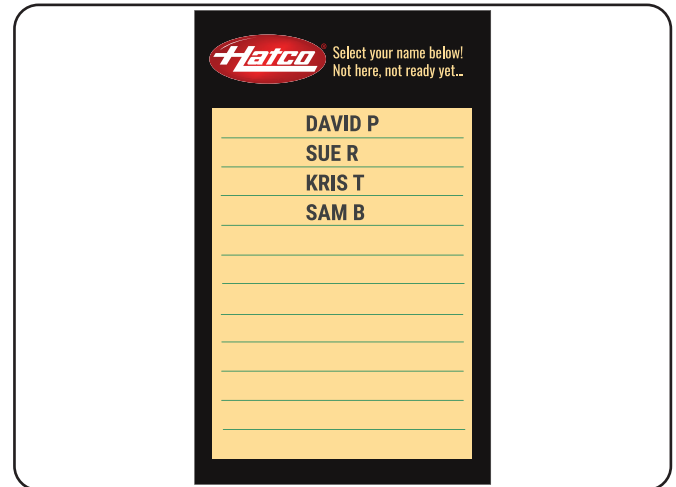 Hatco® Select your name below!
Not here, not ready yet...
DAVID P
SUE R
KRIS T
SAM B